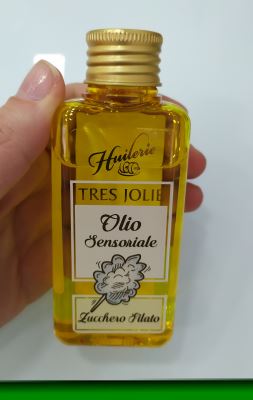 Huilerie
TRES JOLIE
Olio
Sensoriale
Zucchero Filato